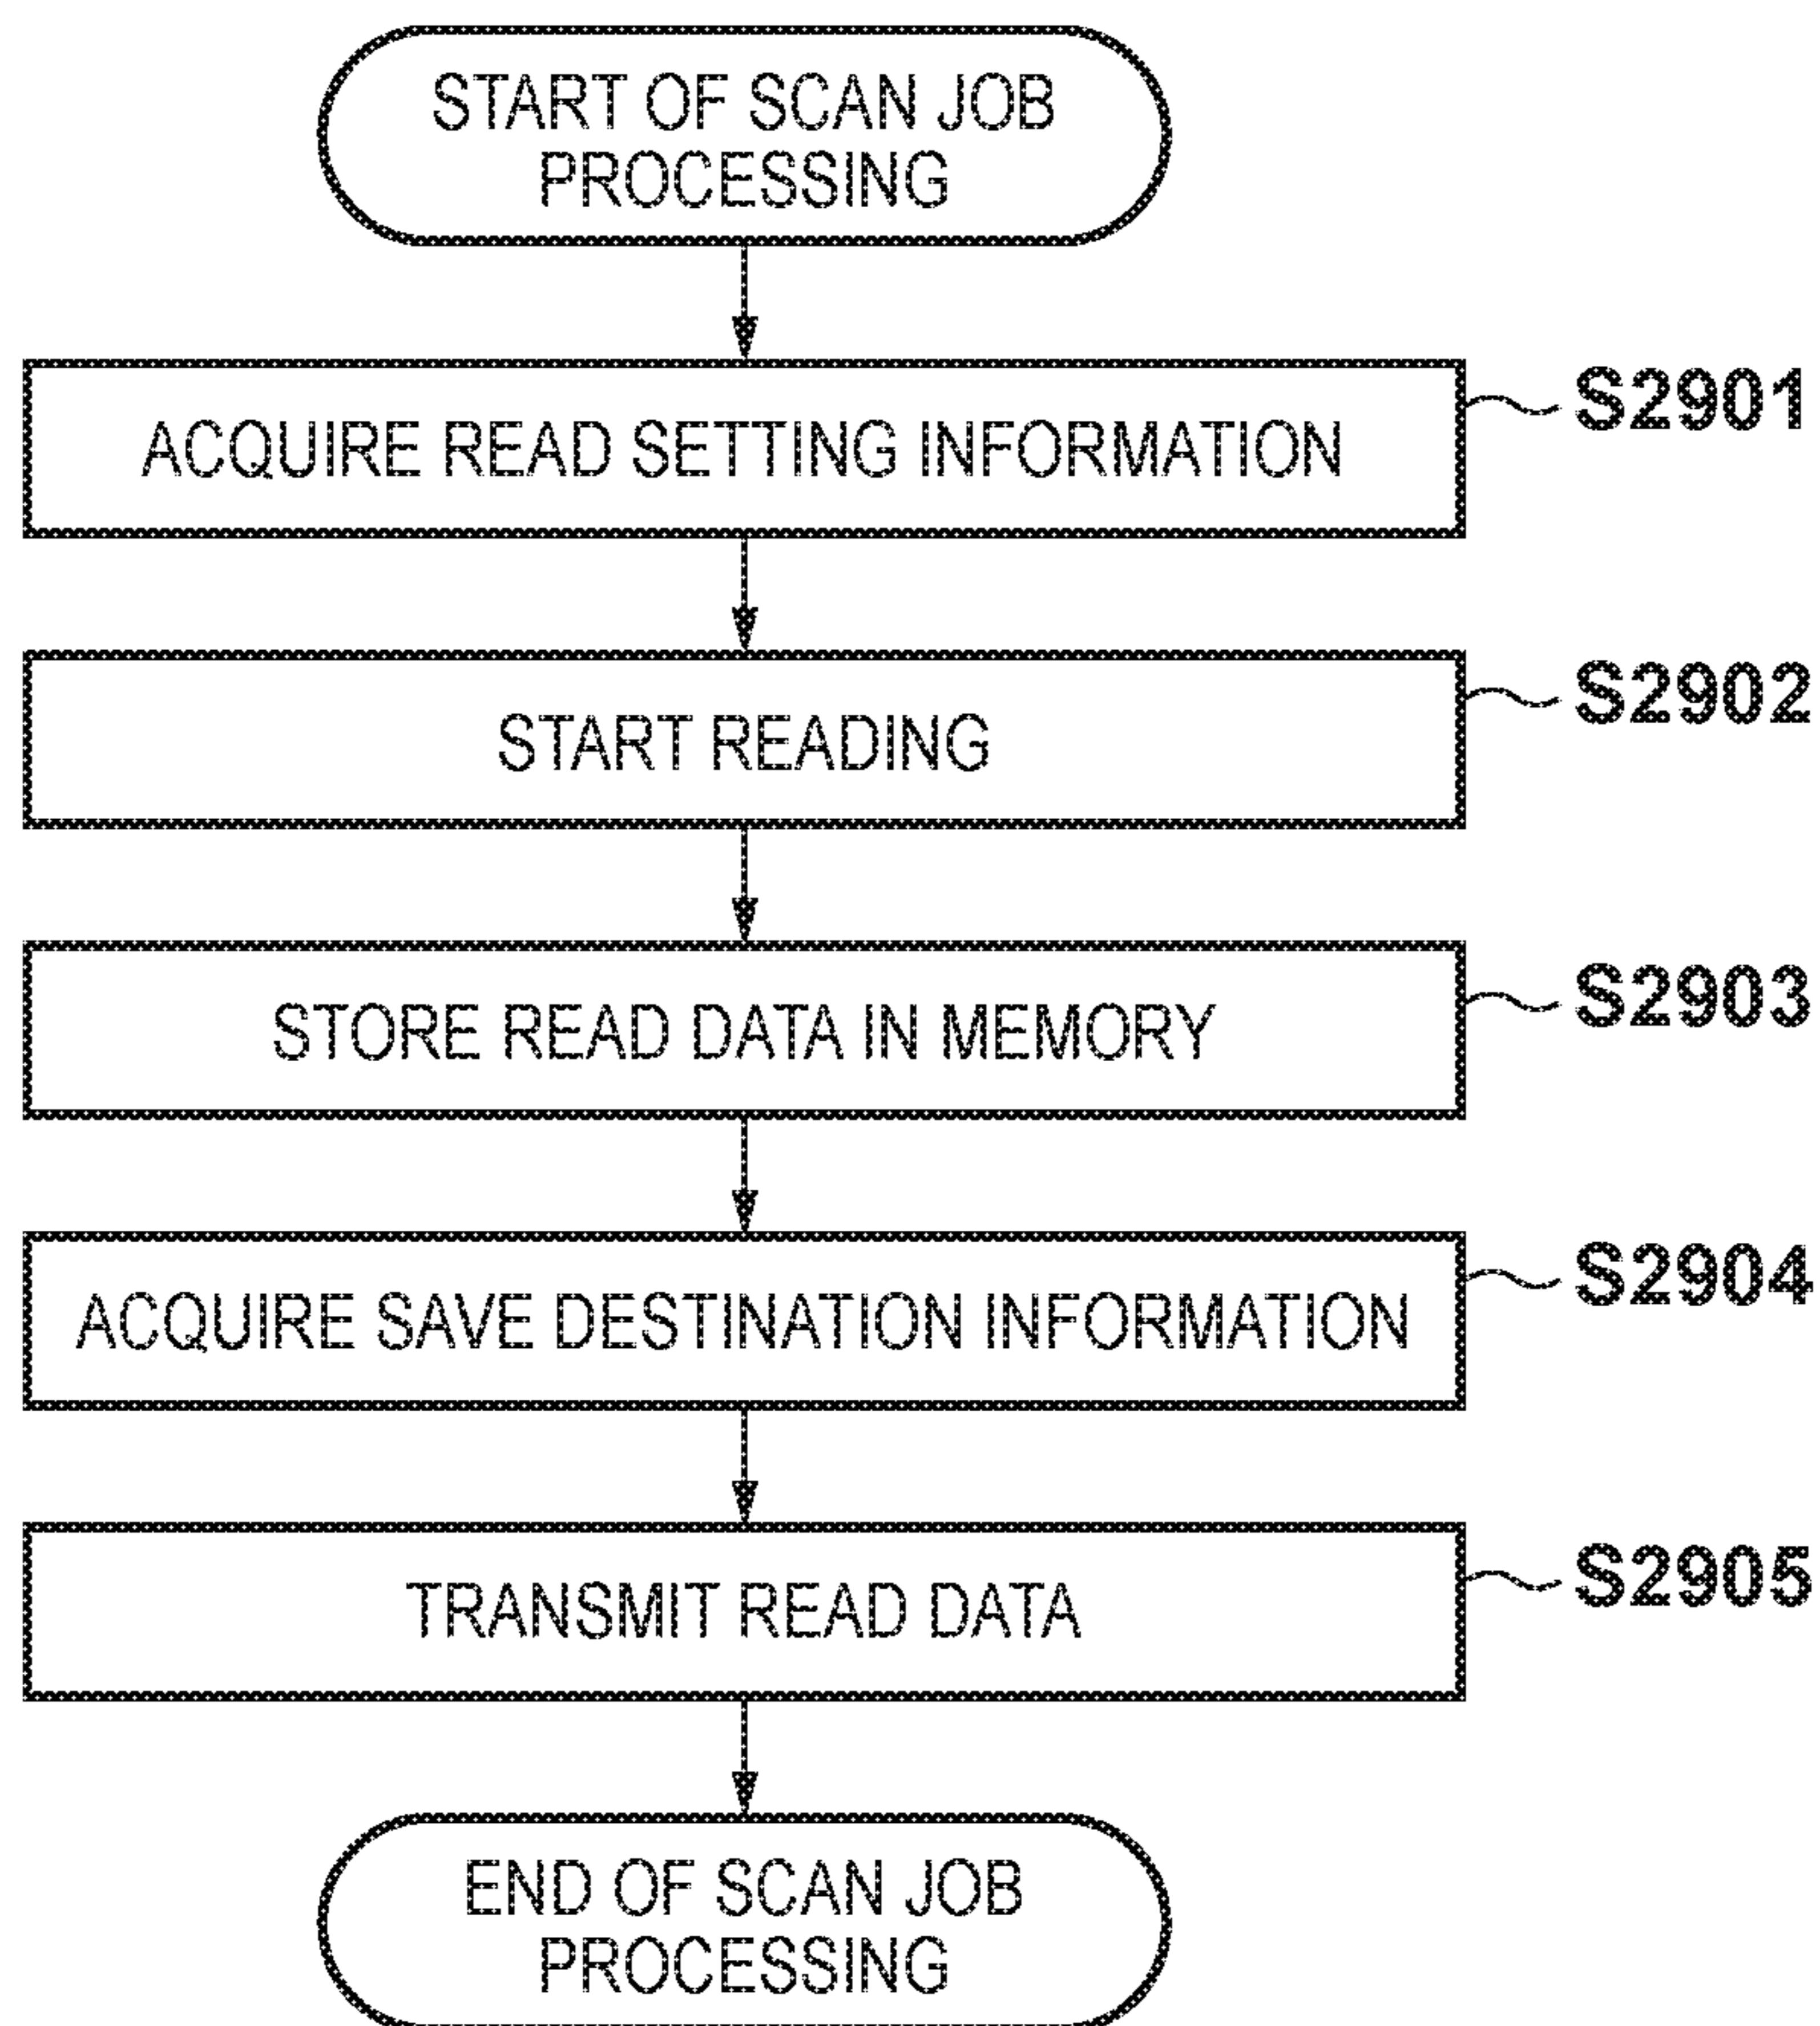 START OF SCAN JOB
PROCESSING
ACQUIRE READ SETTING INFORMATION
S2901
START READING
S2902
STORE READ DATA IN MEMORY
S2903
ACQUIRE SAVE DESTINATION INFORMATION
S2904
TRANSMIT READ DATA
S2905
END OF SCAN JOB
PROCESSING